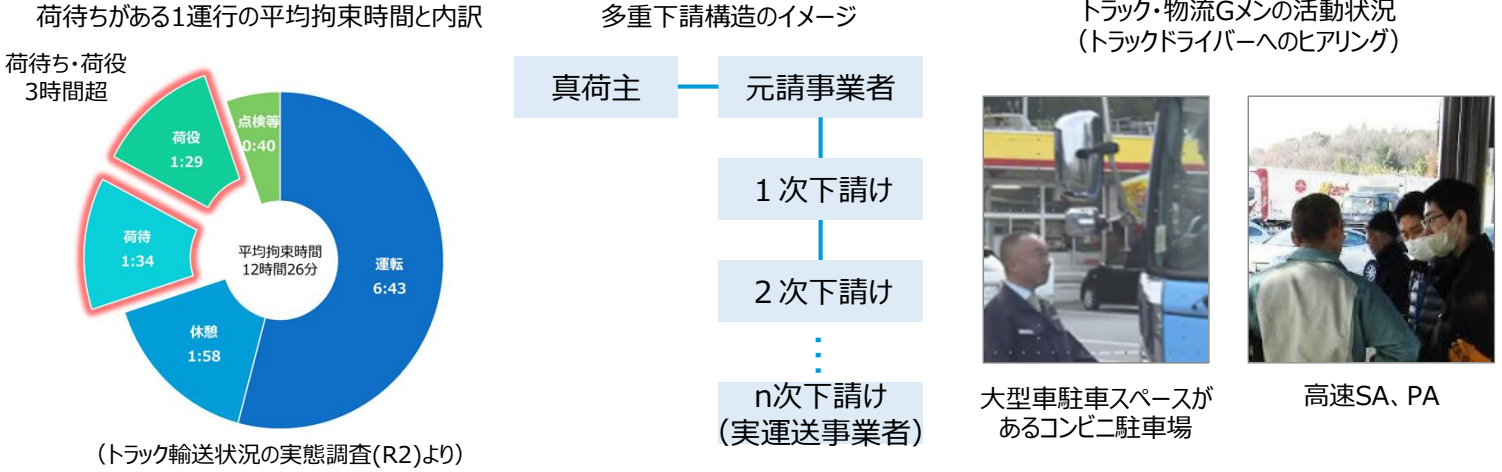 荷待ちがある1運行の平均拘束時間と内訳
荷待ち・荷役
3時間超
点検等
0:40
荷役
1:29
荷待
1:34
休憩
1:58
運転
6:43
平均拘束時間
12時間26分
（トラック輸送状況の実態調査(R2)より）
多重下請構造のイメージ
真荷主
元請事業者
１次下請け
２次下請け
n次下請け
（実運送事業者）
トラック・物流Gメンの活動状況
（トラックドライバーへのヒアリング）
大型車駐車スペースが
あるコンビニ駐車場
高速SA、PA